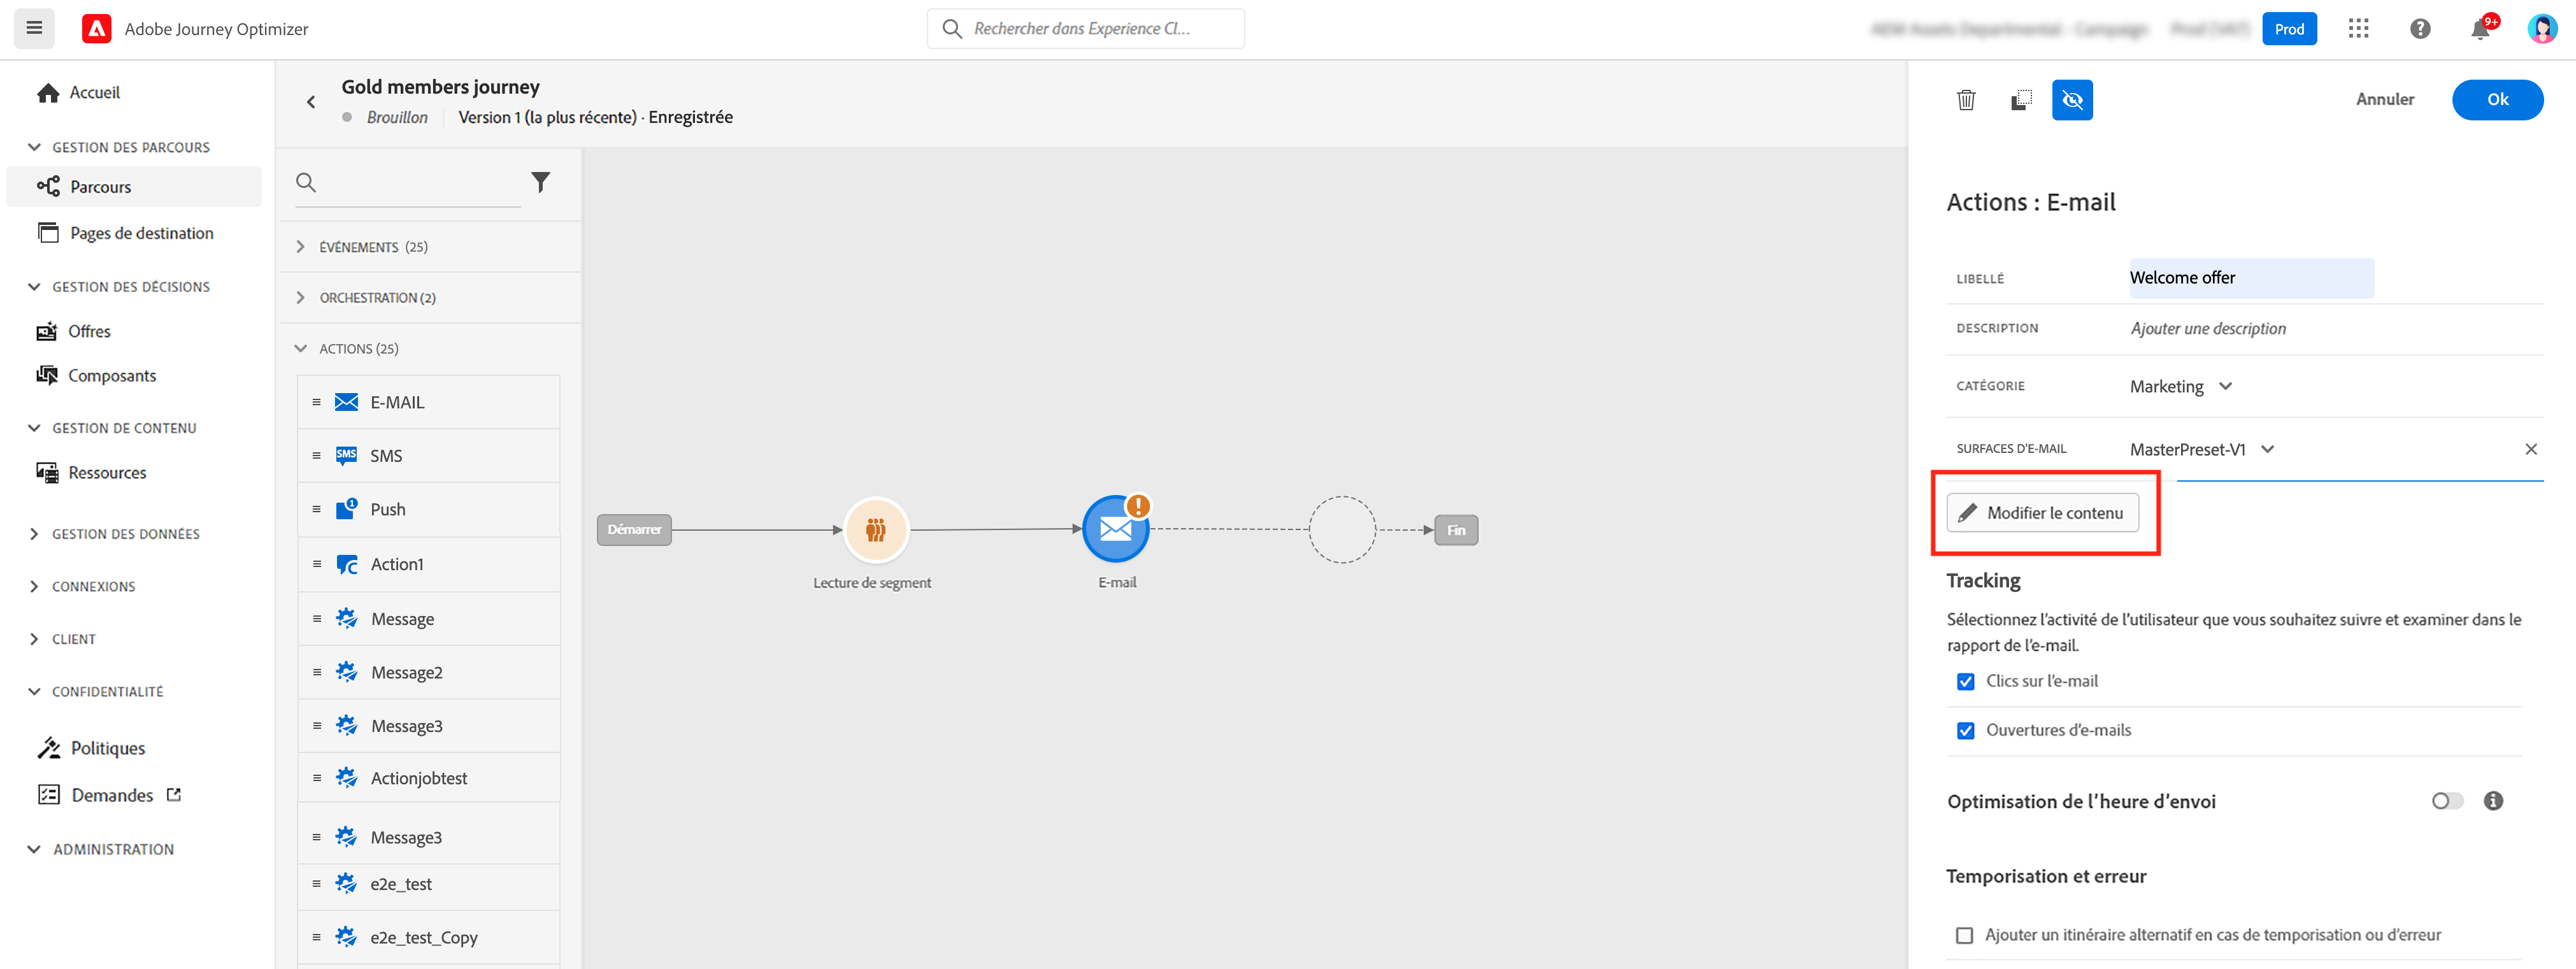 Adobe Journey Optimizer
Rechercher dans Experience Cl...
Prod
9+
Accueil
GESTION DES PARCOURS
Parcours
Pages de destination
GESTION DES DÉCISIONS
Offres
Composants
GESTION DE CONTENU
Ressources
GESTION DES DONNÉES
CONNEXIONS
CLIENT
CONFIDENTIALITÉ
Politiques
Demandes
ADMINISTRATION
Gold members journey
Brouillon
Version 1 (la plus récente) · Enregistrée
ÉVÉNEMENTS (25)
ORCHESTRATION (2)
ACTIONS (25)
E-MAIL
SMS
SMS
1
Push
Action1
Message
Message2
Message3
Actionjobtest
Message3
e2e_test
e2e_test_Copy
Démarrer
Lecture de segment
E-mail
Fin
Annuler
Ok
Actions : E-mail
LIBELLÉ
Welcome offer
DESCRIPTION
Ajouter une description
CATÉGORIE
Marketing
SURFACES D'E-MAIL
MasterPreset-V1
Modifier le contenu
Tracking
Sélectionnez l'activité de l'utilisateur que vous souhaitez suivre et examiner dans le
rapport de l'e-mail.
Clics sur l'e-mail
Ouvertures d'e-mails
Optimisation de l'heure d'envoi
Temporisation et erreur
Ajouter un itinéraire alternatif en cas de temporisation ou d'erreur